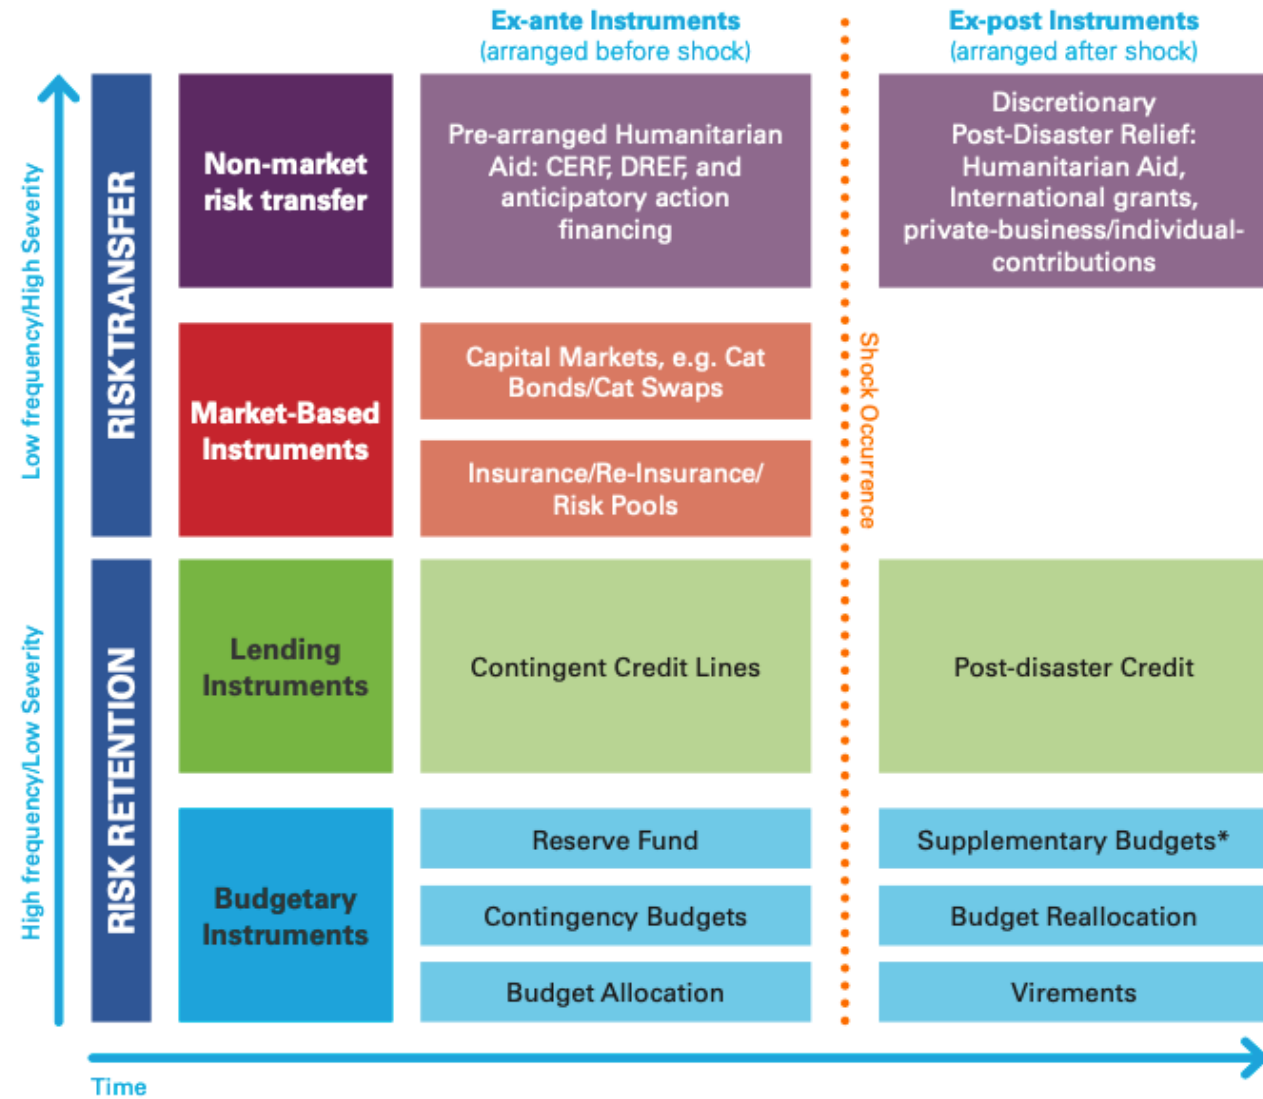 Ex-ante Instruments
(arranged before shock)
Ex-post Instruments
(arranged after shock)
Low frequency/High Severity
RISK TRANSFER
Non-market
risk transfer
Pre-arranged Humanitarian
Aid: CERF, DREF, and
anticipatory action
financing
Discretionary
Post-Disaster Relief:
Humanitarian Aid,
International grants,
private-business/individual-
contributions
Market-Based
Instruments
Capital Markets, e.g. Cat
Bonds/Cat Swaps
Insurance/Re-Insurance/
Risk Pools
Shock Occurrence
High frequency/Low Severity
RISK RETENTION
Lending
Instruments
Contingent Credit Lines
Post-disaster Credit
Budgetary
Instruments
Reserve Fund
Supplementary Budgets*
Contingency Budgets
Budget Reallocation
Budget Allocation
Virements
Time